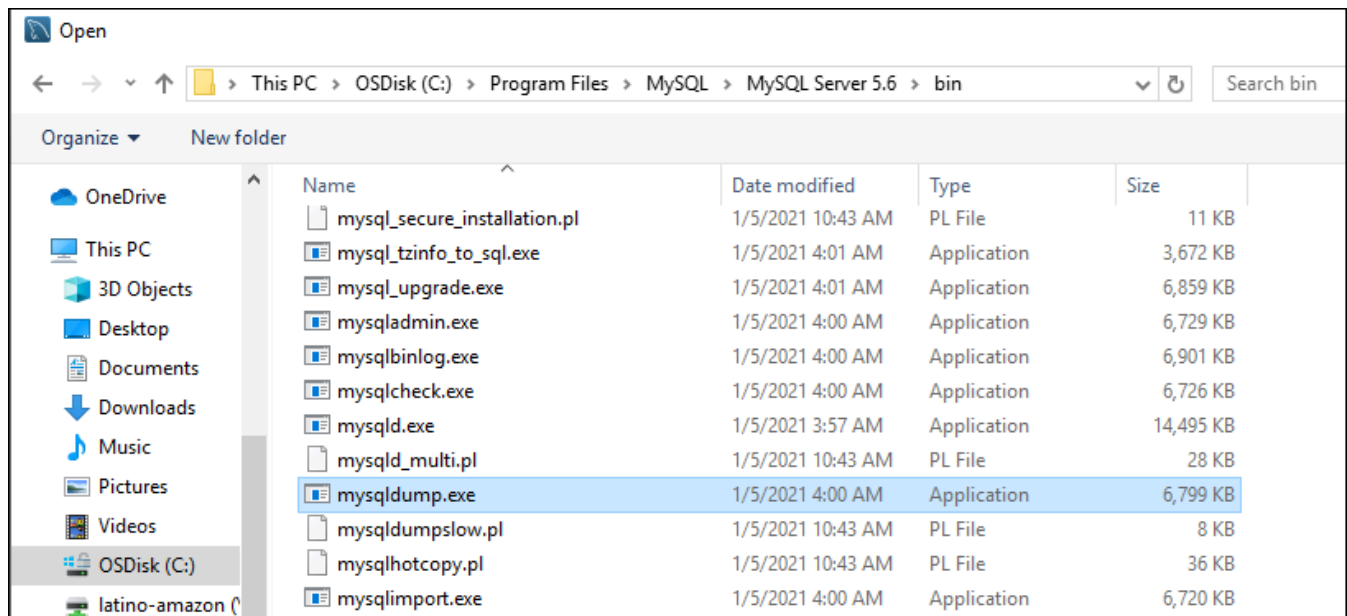 Open
This PC > OSDisk (C:) > Program Files > MySQL > MySQL Server 5.6 > bin
Search bin
Organize
New folder
OneDrive
This PC
3D Objects
Desktop
Documents
Downloads
Music
Pictures
Videos
OSDisk (C:)
latino-amazon ('
Name Date modified Type Size
mysql_secure_installation.pl 1/5/2021 10:43 AM PL File 11 KB
mysql_tzinfo_to_sql.exe 1/5/2021 4:01 AM Application 3,672 KB
mysql_upgrade.exe 1/5/2021 4:01 AM Application 6,859 KB
mysqladmin.exe 1/5/2021 4:00 AM Application 6,729 KB
mysqlbinlog.exe 1/5/2021 4:00 AM Application 6,901 KB
mysqlcheck.exe 1/5/2021 4:00 AM Application 6,726 KB
mysqld.exe 1/5/2021 3:57 AM Application 14,495 KB
mysqld_multi.pl 1/5/2021 10:43 AM PL File 28 KB
mysqldump.exe 1/5/2021 4:00 AM Application 6,799 KB
mysqldumpslow.pl 1/5/2021 10:43 AM PL File 8 KB
mysqlhotcopy.pl 1/5/2021 10:43 AM PL File 36 KB
mysqlimport.exe 1/5/2021 4:00 AM Application 6,720 KB